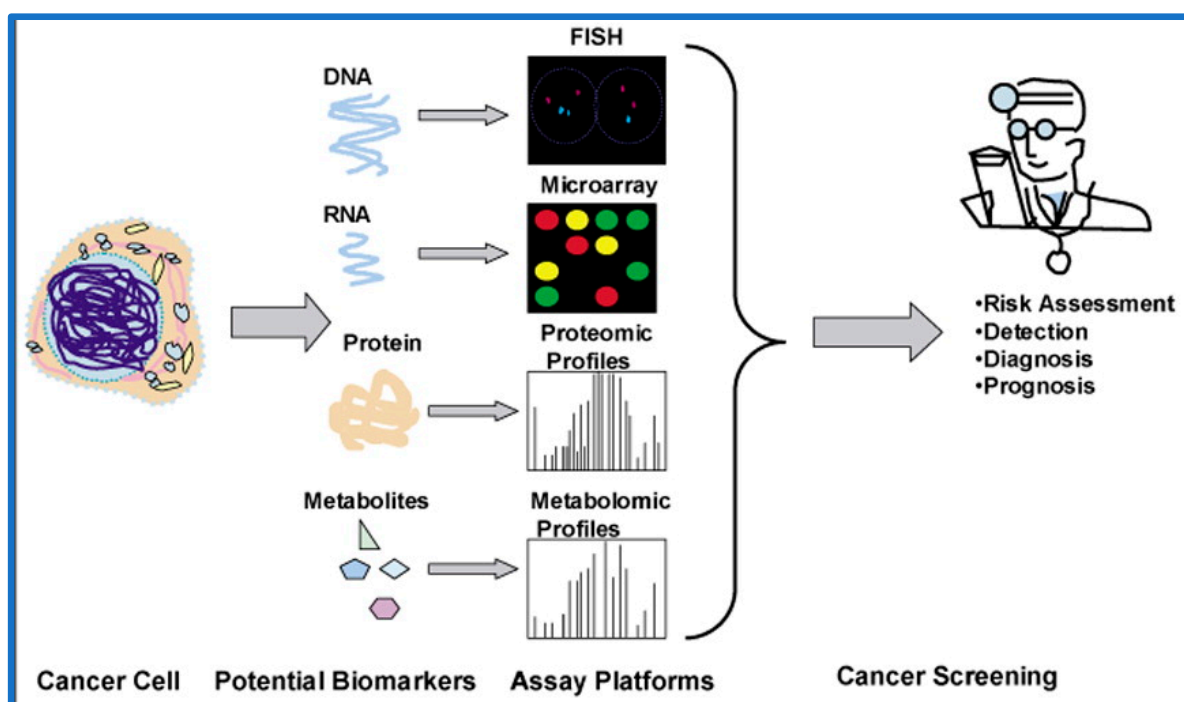 FISH
DNA
Microarray
RNA
Proteomic
Profiles
Protein
Metabolomic
Profiles
Metabolites
•Risk Assessment
•Detection
•Diagnosis
•Prognosis
Cancer Cell
Potential Biomarkers
Assay Platforms
Cancer Screening